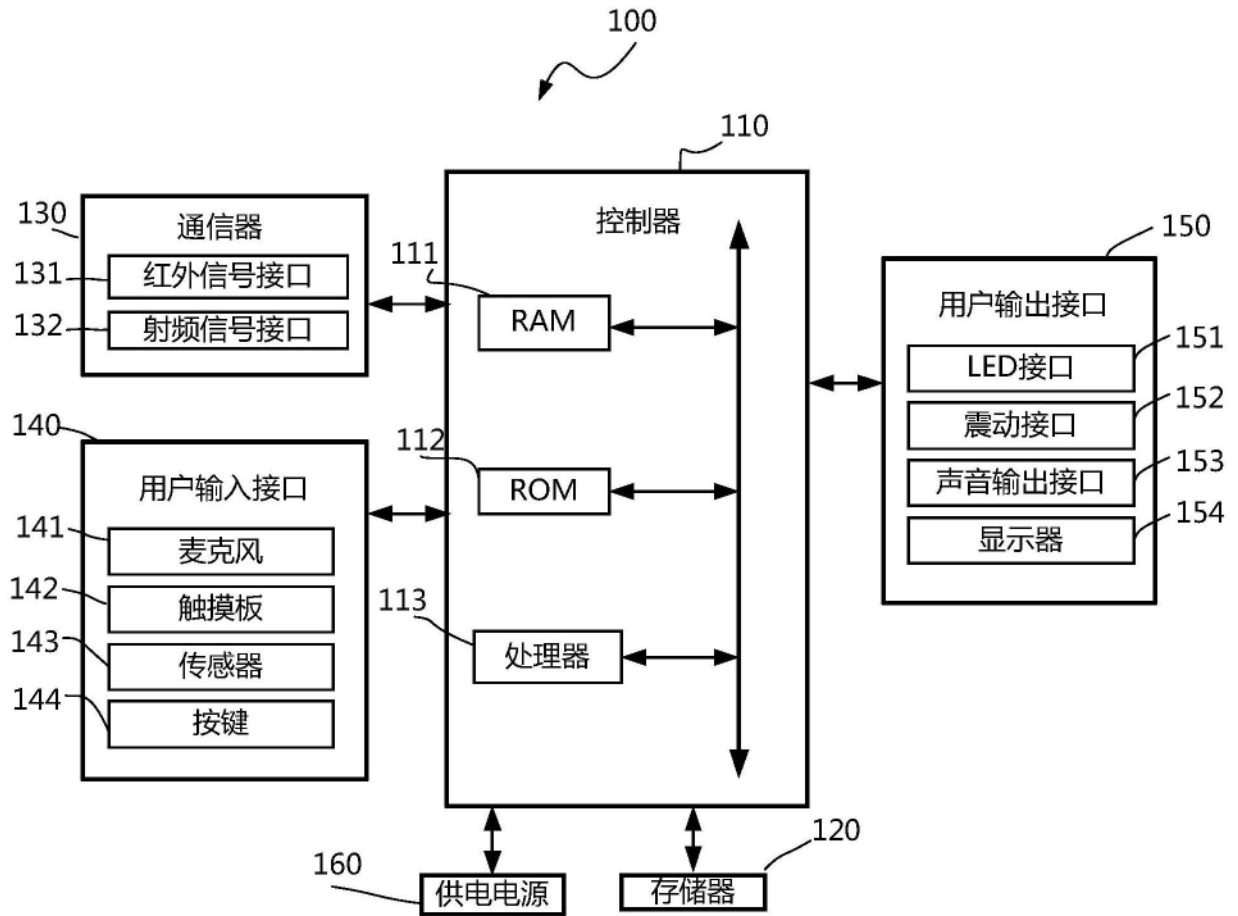 100
110
130
通信器
131
红外信号接口
132
射频信号接口
140
用户输入接口
141
麦克风
142
触摸板
143
传感器
144
按键
控制器
111
RAM
112
ROM
113
处理器
150
用户输出接口
LED接口
151
震动接口
152
声音输出接口
153
显示器
154
160
供电电源
120
存储器